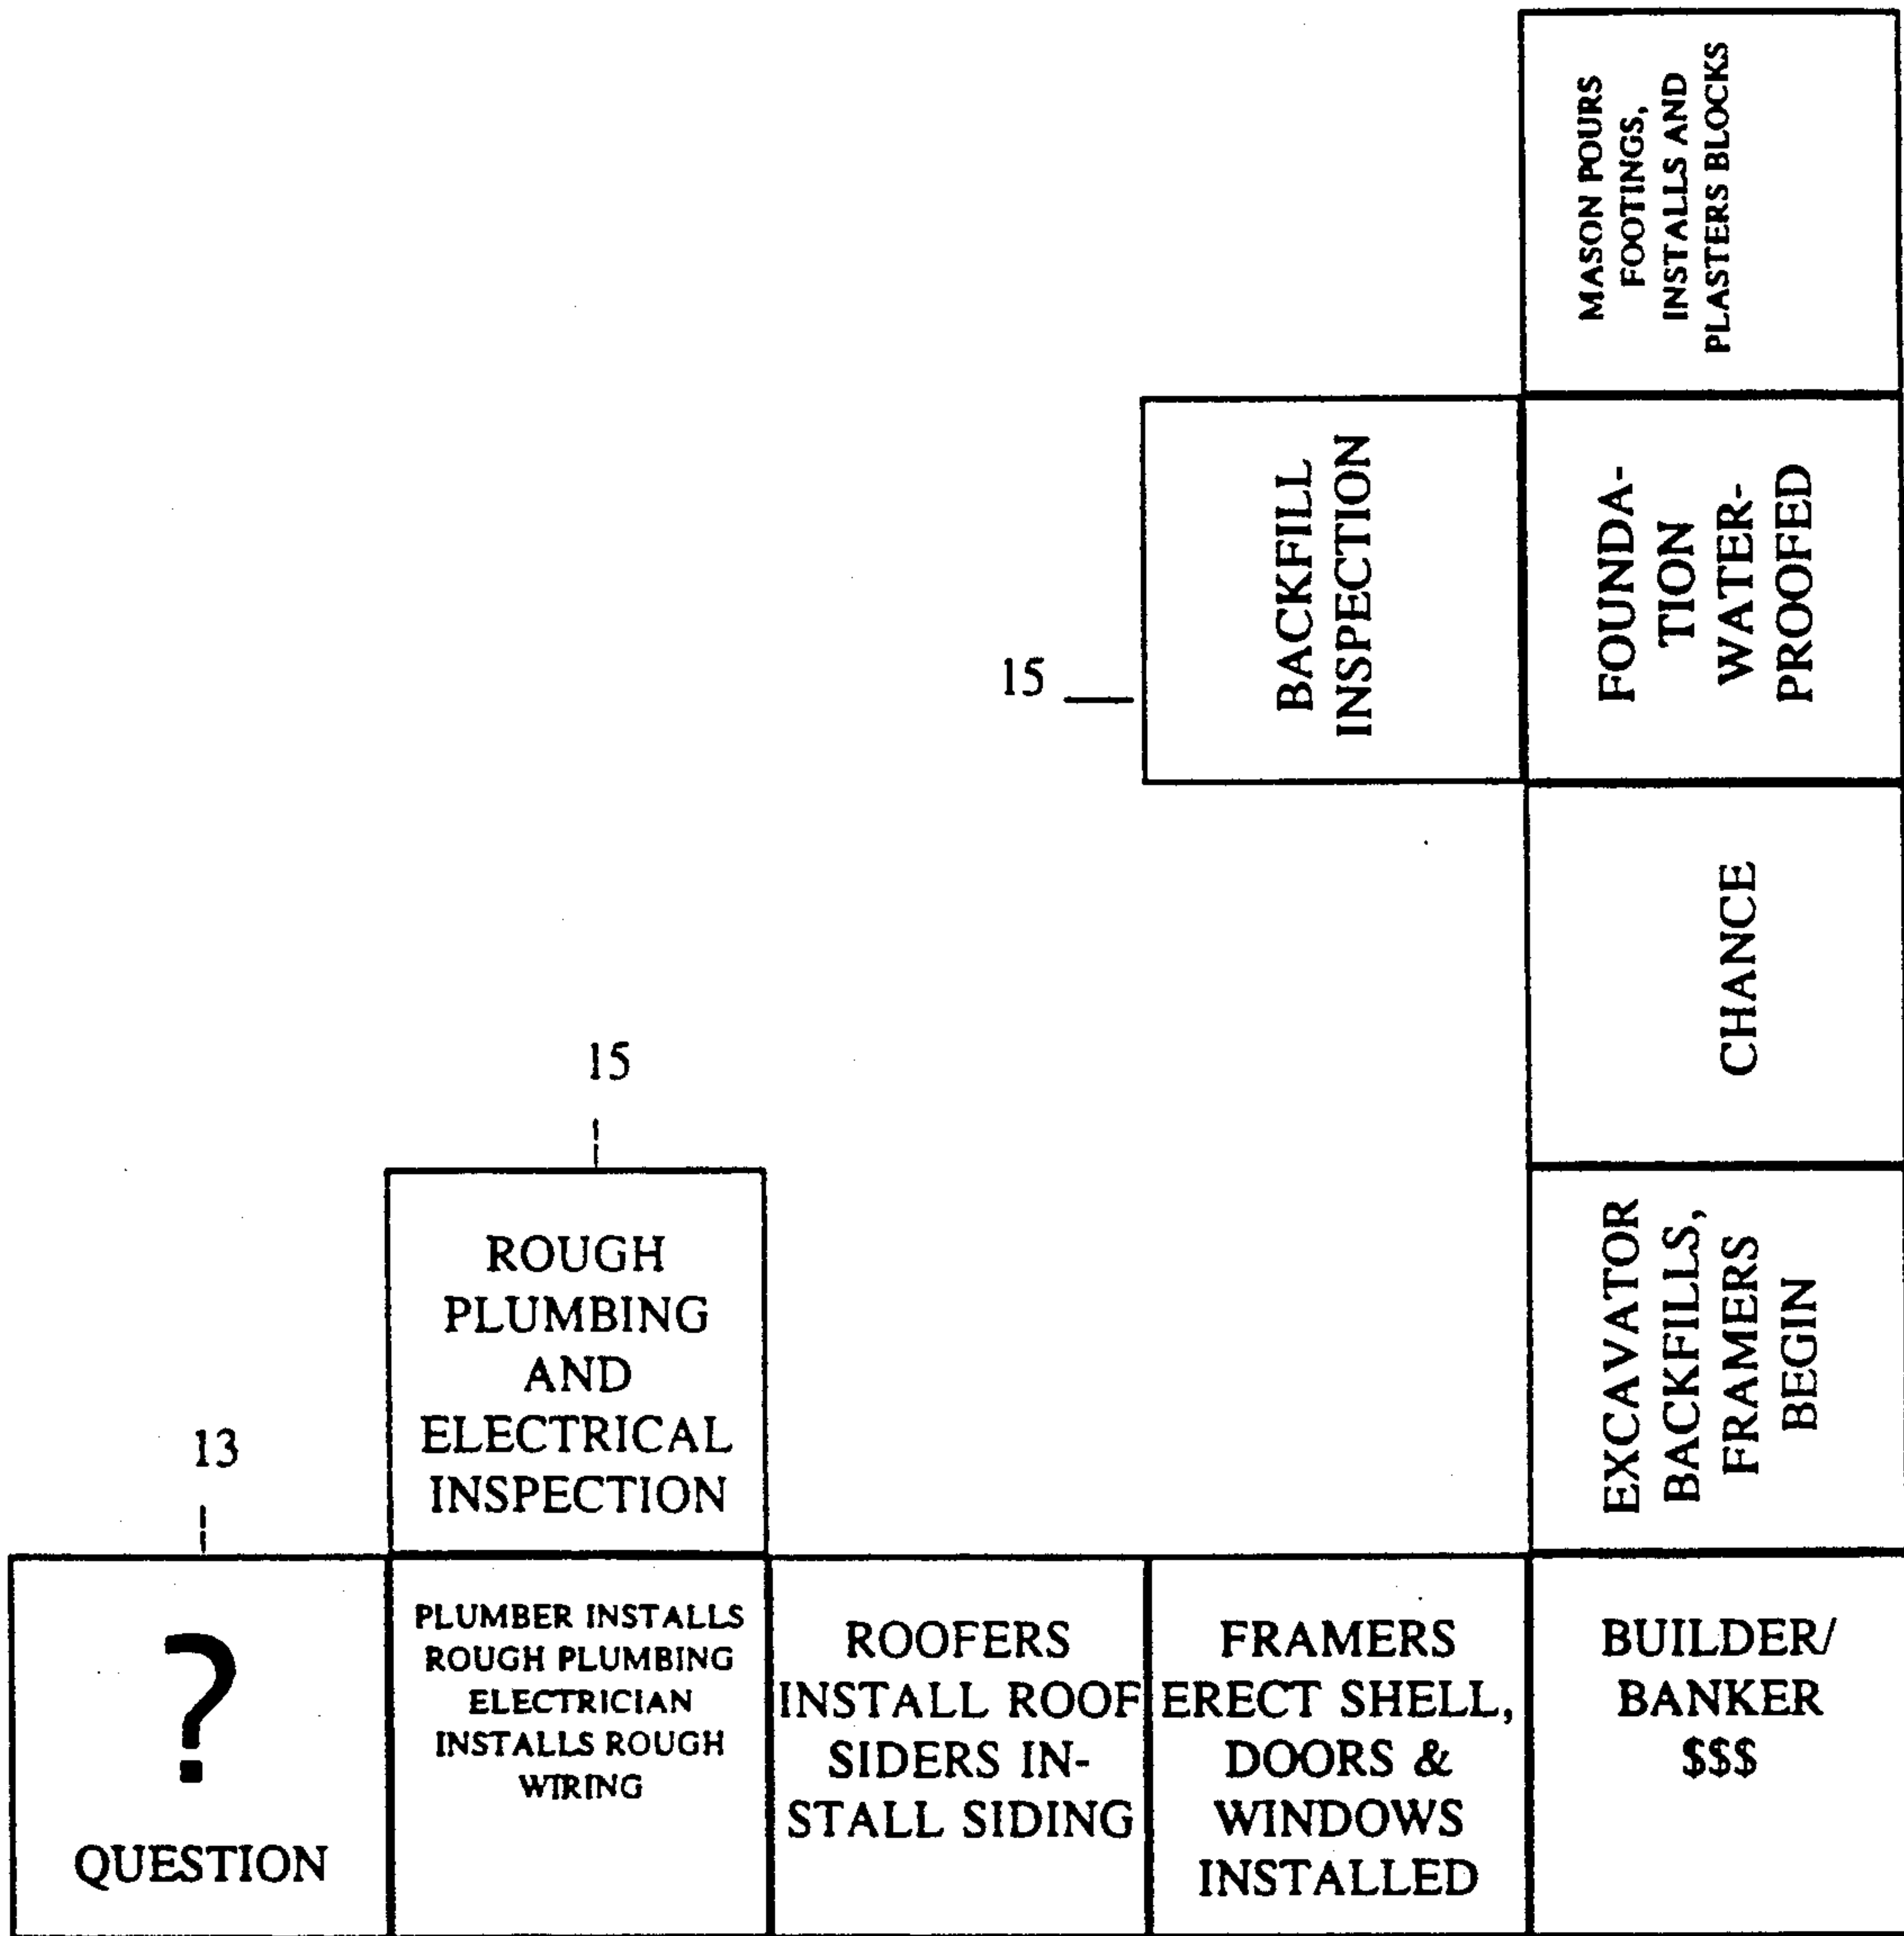 MASON POURS
FOOTINGS,
INSTALLS AND
PLASTERS BLOCKS
BACKFILL
INSPECTION
15
FOUNDA-
TION
WATER-
PROOFED
CHANCE
15
ROUGH
PLUMBING
AND
ELECTRICAL
INSPECTION
EXCAVATOR
BACKFILLS,
FRAMERS
BEGIN
13
?
QUESTION
PLUMBER INSTALLS
ROUGH PLUMBING
ELECTRICIAN
INSTALLS ROUGH
WIRING
ROOFERS
INSTALL ROOF
SIDERS IN-
STALL SIDING
FRAMERS
ERECT SHELL,
DOORS &
WINDOWS
INSTALLED
BUILDER/
BANKER
$$$